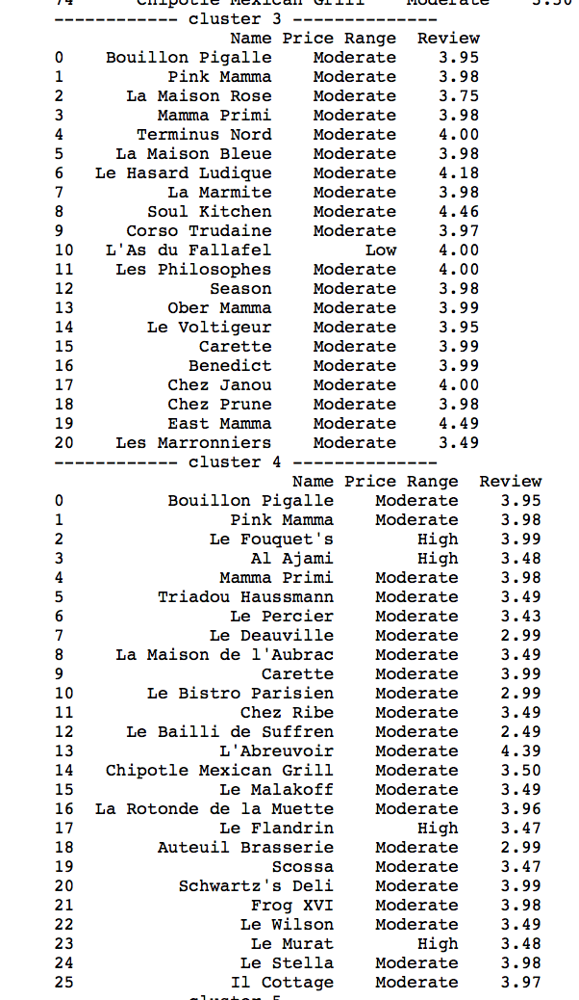 74 Chipotle Mexican Grill Moderate 3.50
------------ cluster 3 --------------
Name Price Range Review
0 Bouillon Pigalle Moderate 3.95
1 Pink Mamma Moderate 3.98
2 La Maison Rose Moderate 3.75
3 Mamma Primi Moderate 3.98
4 Terminus Nord Moderate 4.00
5 La Maison Bleue Moderate 3.98
6 Le Hasard Ludique Moderate 4.18
7 La Marmite Moderate 3.98
8 Soul Kitchen Moderate 4.46
9 Corso Trudaine Moderate 3.97
10 L'As du Fallafel Low 4.00
11 Les Philosophes Moderate 4.00
12 Season Moderate 3.98
13 Ober Mamma Moderate 3.99
14 Le Voltigeur Moderate 3.95
15 Carette Moderate 3.99
16 Benedict Moderate 3.99
17 Chez Janou Moderate 4.00
18 Chez Prune Moderate 3.98
19 East Mamma Moderate 4.49
20 Les Marronniers Moderate 3.49
------------ cluster 4 --------------
Name Price Range Review
0 Bouillon Pigalle Moderate 3.95
1 Pink Mamma Moderate 3.98
2 Le Fouquet's High 3.99
3 Al Ajami High 3.48
4 Mamma Primi Moderate 3.98
5 Triadou Haussmann Moderate 3.49
6 Le Percier Moderate 3.43
7 Le Deauville Moderate 2.99
8 La Maison de l'Aubrac Moderate 3.49
9 Carette Moderate 3.99
10 Le Bistro Parisien Moderate 2.99
11 Chez Ribe Moderate 3.49
12 Le Bailli de Suffren Moderate 2.49
13 L'Abreuvoir Moderate 4.39
14 Chipotle Mexican Grill Moderate 3.50
15 Le Malakoff Moderate 3.49
16 La Rotonde de la Muette Moderate 3.96
17 Le Flandrin High 3.47
18 Auteuil Brasserie Moderate 2.99
19 Scossa Moderate 3.47
20 Schwartz's Deli Moderate 3.99
21 Frog XVI Moderate 3.98
22 Le Wilson Moderate 3.49
23 Le Murat High 3.48
24 Le Stella Moderate 3.98
25 Il Cottage Moderate 3.97
cluster 5